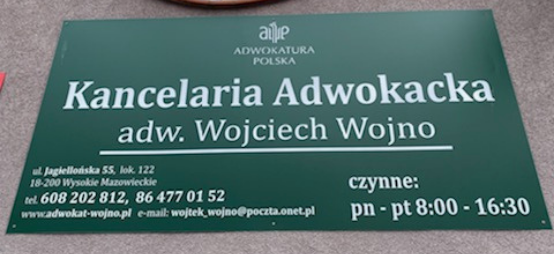 ADWOKATURA
POLSKA
Kancelaria Adwokacka
adw. Wojciech Wojno
ul. Jagiellońska 55, lok. 122
18-200 Wysokie Mazowieckie
tel. 608 202 812, 86 477 01 52
www.adwokat-wojno.pl e-mail: wojtek_wojno@poczta.onet.pl
czynne:
pn - pt 8:00 - 16:30